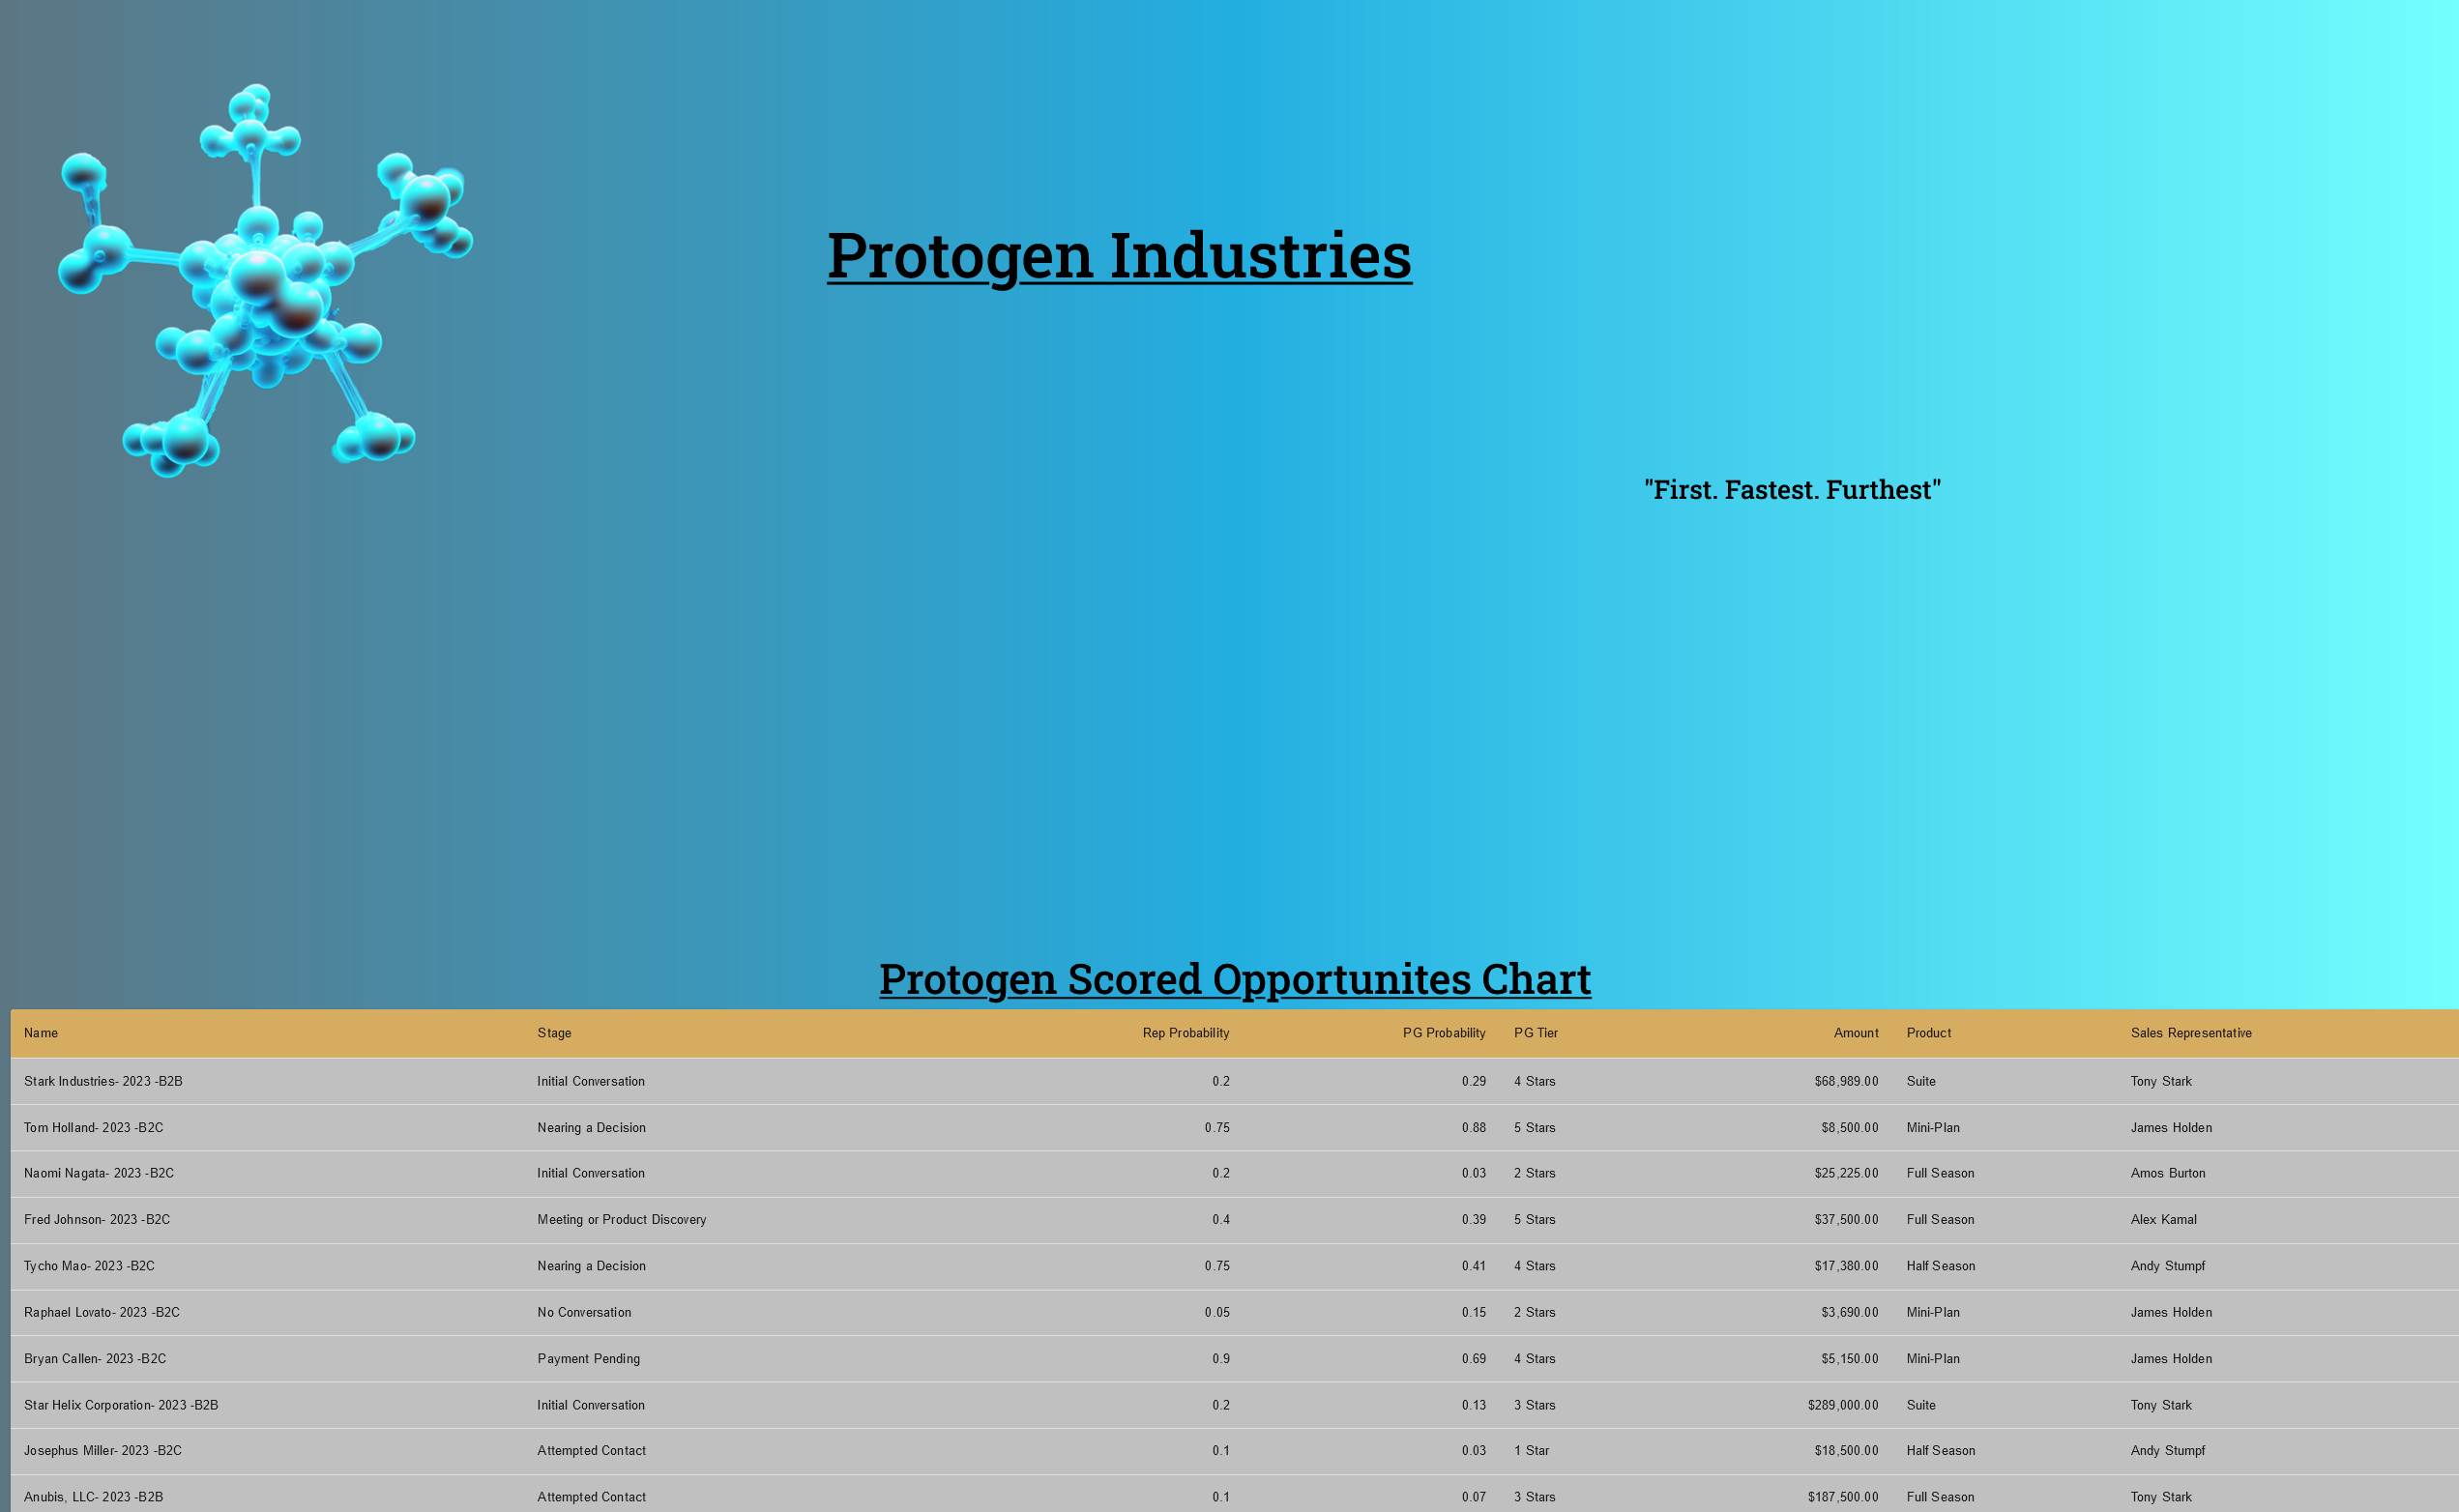 Protogen Industries
"First. Fastest. Furthest"
Protogen Scored Opportunites Chart
Name Stage Rep Probability PG Probability PG Tier Amount Product Sales Representative
Stark Industries- 2023 -B2B Initial Conversation 0.2 0.29 4 Stars $68,989.00 Suite Tony Stark
Tom Holland- 2023 -B2C Nearing a Decision 0.75 0.88 5 Stars $8,500.00 Mini-Plan James Holden
Naomi Nagata- 2023 -B2C Initial Conversation 0.2 0.03 2 Stars $25,225.00 Full Season Amos Burton
Fred Johnson- 2023 -B2C Meeting or Product Discovery 0.4 0.39 5 Stars $37,500.00 Full Season Alex Kamal
Tycho Mao- 2023 -B2C Nearing a Decision 0.75 0.41 4 Stars $17,380.00 Half Season Andy Stumpf
Raphael Lovato- 2023 -B2C No Conversation 0.05 0.15 2 Stars $3,690.00 Mini-Plan James Holden
Bryan Callen- 2023 -B2C Payment Pending 0.9 0.69 4 Stars $5,150.00 Mini-Plan James Holden
Star Helix Corporation- 2023 -B2B Initial Conversation 0.2 0.13 3 Stars $289,000.00 Suite Tony Stark
Josephus Miller- 2023 -B2C Attempted Contact 0.1 0.03 1 Star $18,500.00 Half Season Andy Stumpf
Anubis, LLC- 2023 -B2B Attempted Contact 0.1 0.07 3 Stars $187,500.00 Full Season Tony Stark